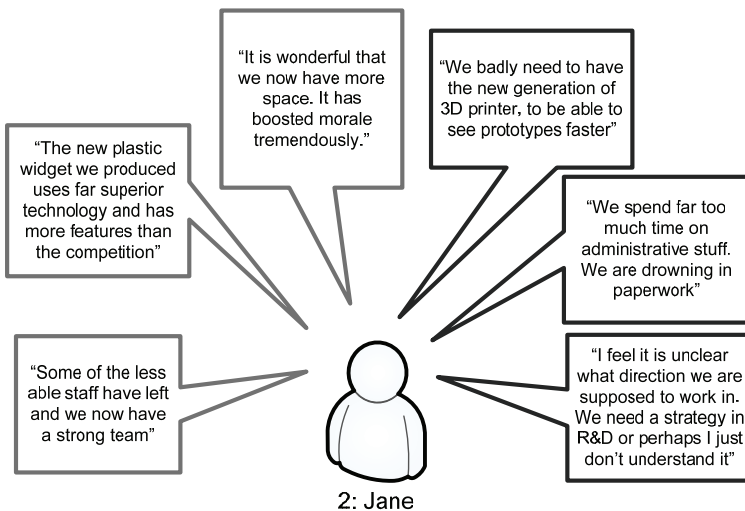 “It is wonderful that
we now have more
space. It has
boosted morale
tremendously.”
“We badly need to have
the new generation of
3D printer, to be able to
see prototypes faster”
“The new plastic
widget we produced
uses far superior
technology and has
more features than
the competition”
“We spend far too
much time on
administrative stuff.
We are drowning in
paperwork”
“Some of the less
able staff have left
and we now have
a strong team”
“I feel it is unclear
what direction we are
supposed to work in.
We need a strategy in
R&D or perhaps I just
don’t understand it”
2: Jane